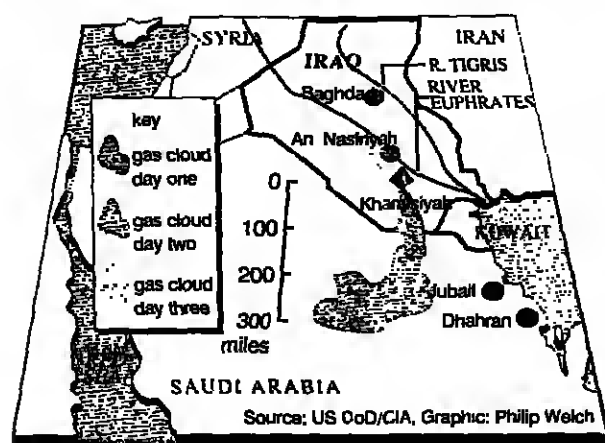 SYRIA
IRAQ
IRAN
R. TIGRIS
Baghdad
RIVER
EUPHRATES
key
gas cloud
day one
gas cloud
day two
gas cloud
day three
An Nasiriyah
Khamisiyah
KUWAIT
0
100
200
300
miles
Jubail
Dhahran
SAUDI ARABIA
Source: US DoD/CIA, Graphic: Philip Welch